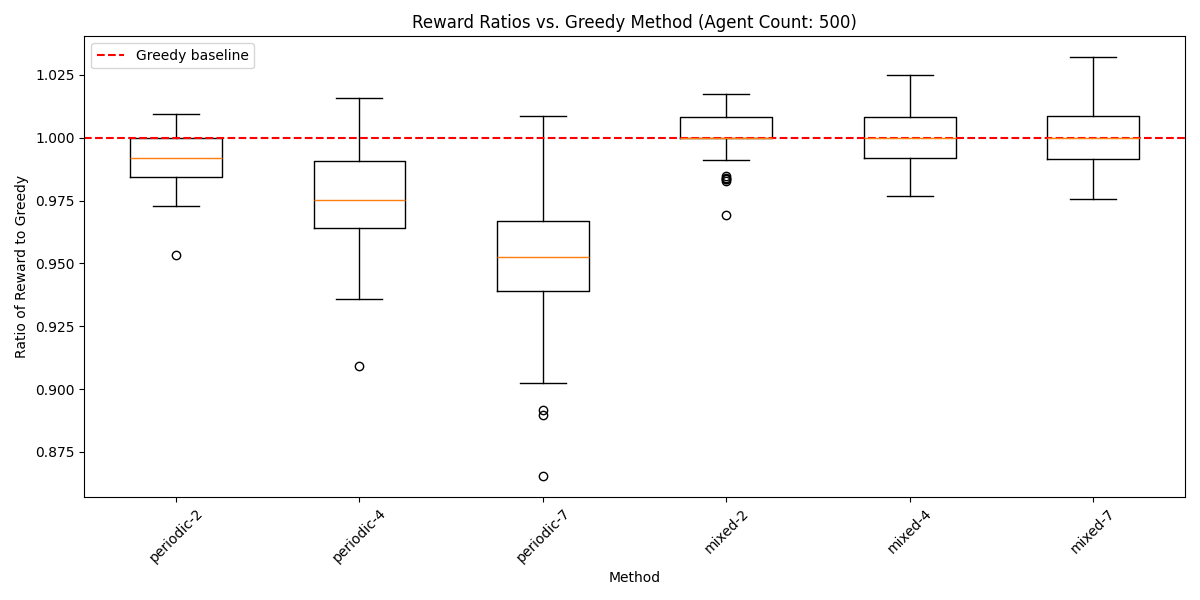 Reward Ratios vs. Greedy Method (Agent Count: 500)
Greedy baseline
Ratio of Reward to Greedy
1.025
1.000
0.975
0.950
0.925
0.900
0.875
periodic-2
periodic-4
periodic-7
mixed-2
mixed-4
mixed-7
Method